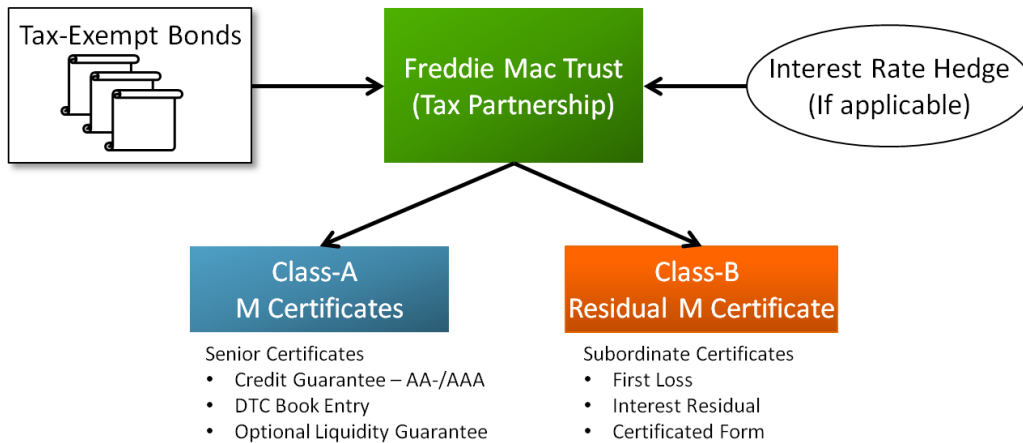 Tax-Exempt Bonds
Freddie Mac Trust
(Tax Partnership)
Interest Rate Hedge
(If applicable)
Class-A
M Certificates
Class-B
Residual M Certificate
Senior Certificates
• Credit Guarantee – AA-/AAA
• DTC Book Entry
• Optional Liquidity Guarantee
Subordinate Certificates
• First Loss
• Interest Residual
• Certificated Form